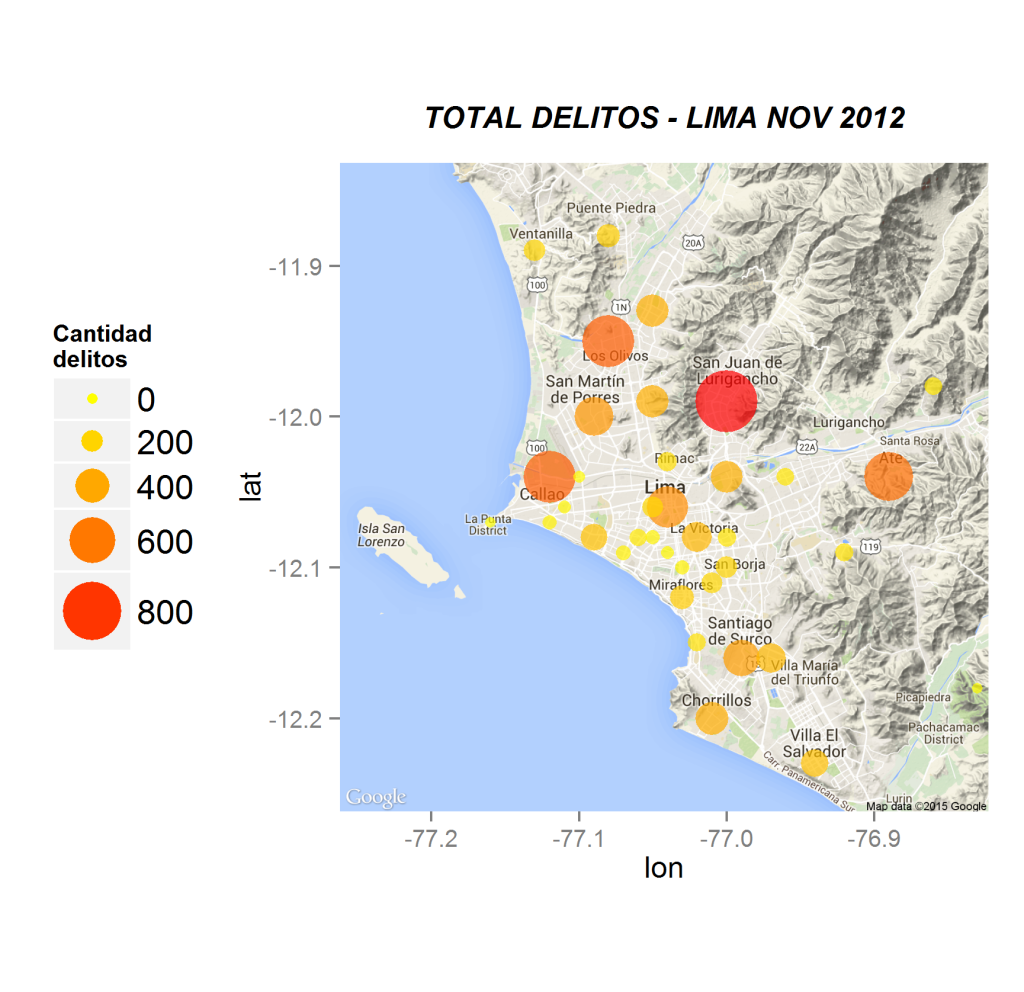 TOTAL DELITOS - LIMA NOV 2012
Cantidad
delitos
0
200
400
600
800
lat
-11.9
-12.0
-12.1
-12.2
Puente Piedra
Ventanilla
20A
100
1N
Los Olivos
San Juan de
Lurigancho
San Martín
de Porres
Lurigancho
Santa Rosa
100
22A
Rimac
Ate
Lima
Callao
La Punta
District
Isla San
Lorenzo
La Victoria
119
San Borja
Miraflores
Santiago
de Surco
1S
Villa María
del Triunfo
Chorrillos
Picapiedra
Pachacamac
District
Villa El
Salvador
Carr. Panamericana Sur
Lurin
Google
Map data ©2015 Google
-77.2
-77.1
-77.0
-76.9
lon